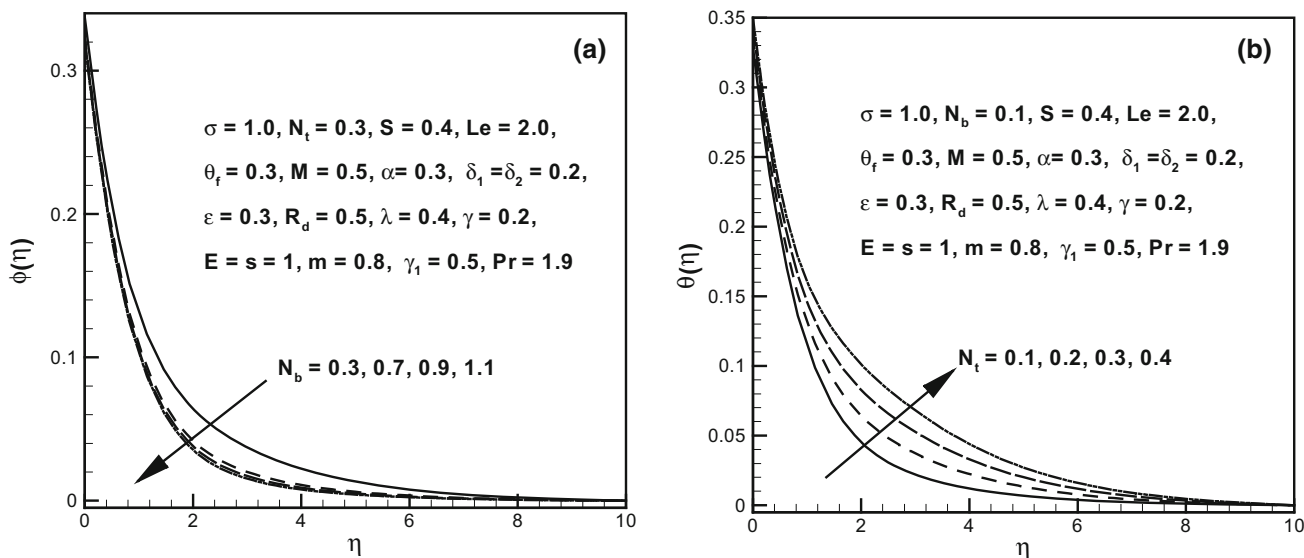 (a)
0.3
0.2
0.1
0
ϕ(η)
σ = 1.0, N_t = 0.3, S = 0.4, Le = 2.0,
θ_f = 0.3, M = 0.5, α= 0.3, δ_1 =δ_2 = 0.2,
ε = 0.3, R_d = 0.5, λ = 0.4, γ = 0.2,
E = s = 1, m = 0.8, γ_1 = 0.5, Pr = 1.9
N_b = 0.3, 0.7, 0.9, 1.1
0 2 4 6 8 10
η
(b)
0.35
0.3
0.25
0.2
0.15
0.1
0.05
0
θ(η)
σ = 1.0, N_b = 0.1, S = 0.4, Le = 2.0,
θ_f = 0.3, M = 0.5, α= 0.3, δ_1 =δ_2 = 0.2,
ε = 0.3, R_d = 0.5, λ = 0.4, γ = 0.2,
E = s = 1, m = 0.8, γ_1 = 0.5, Pr = 1.9
N_t = 0.1, 0.2, 0.3, 0.4
0 2 4 6 8 10
η